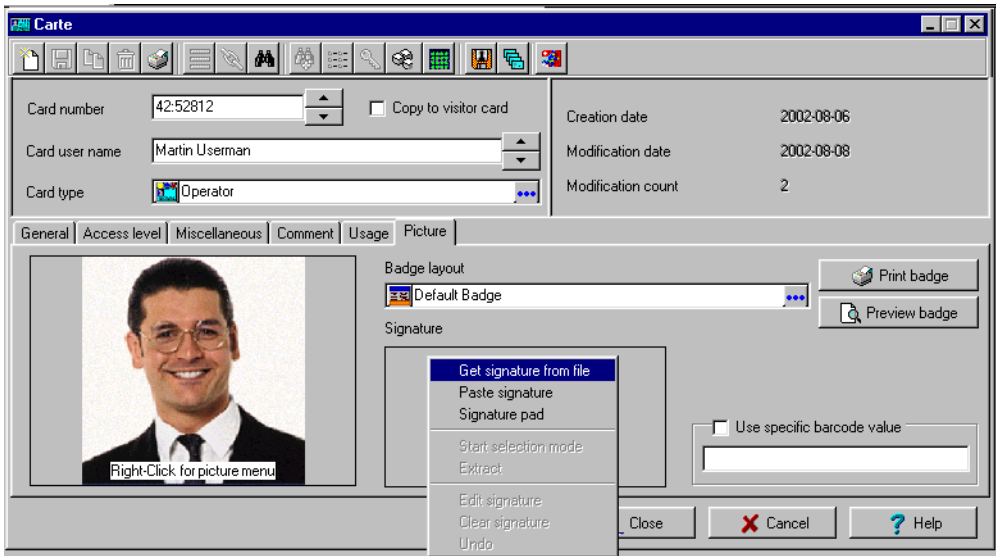 Carte
Card number 42:52812 Copy to visitor card
Card user name Martin Userman
Card type Operator
Creation date 2002-08-06
Modification date 2002-08-08
Modification count 2
General Access level Miscellaneous Comment Usage Picture
Right-Click for picture menu
Badge layout
Default Badge
Signature
Print badge
Preview badge
Get signature from file
Paste signature
Signature pad
Start selection mode
Extract
Edit signature
Clear signature
Undo
Use specific barcode value
Close Cancel Help